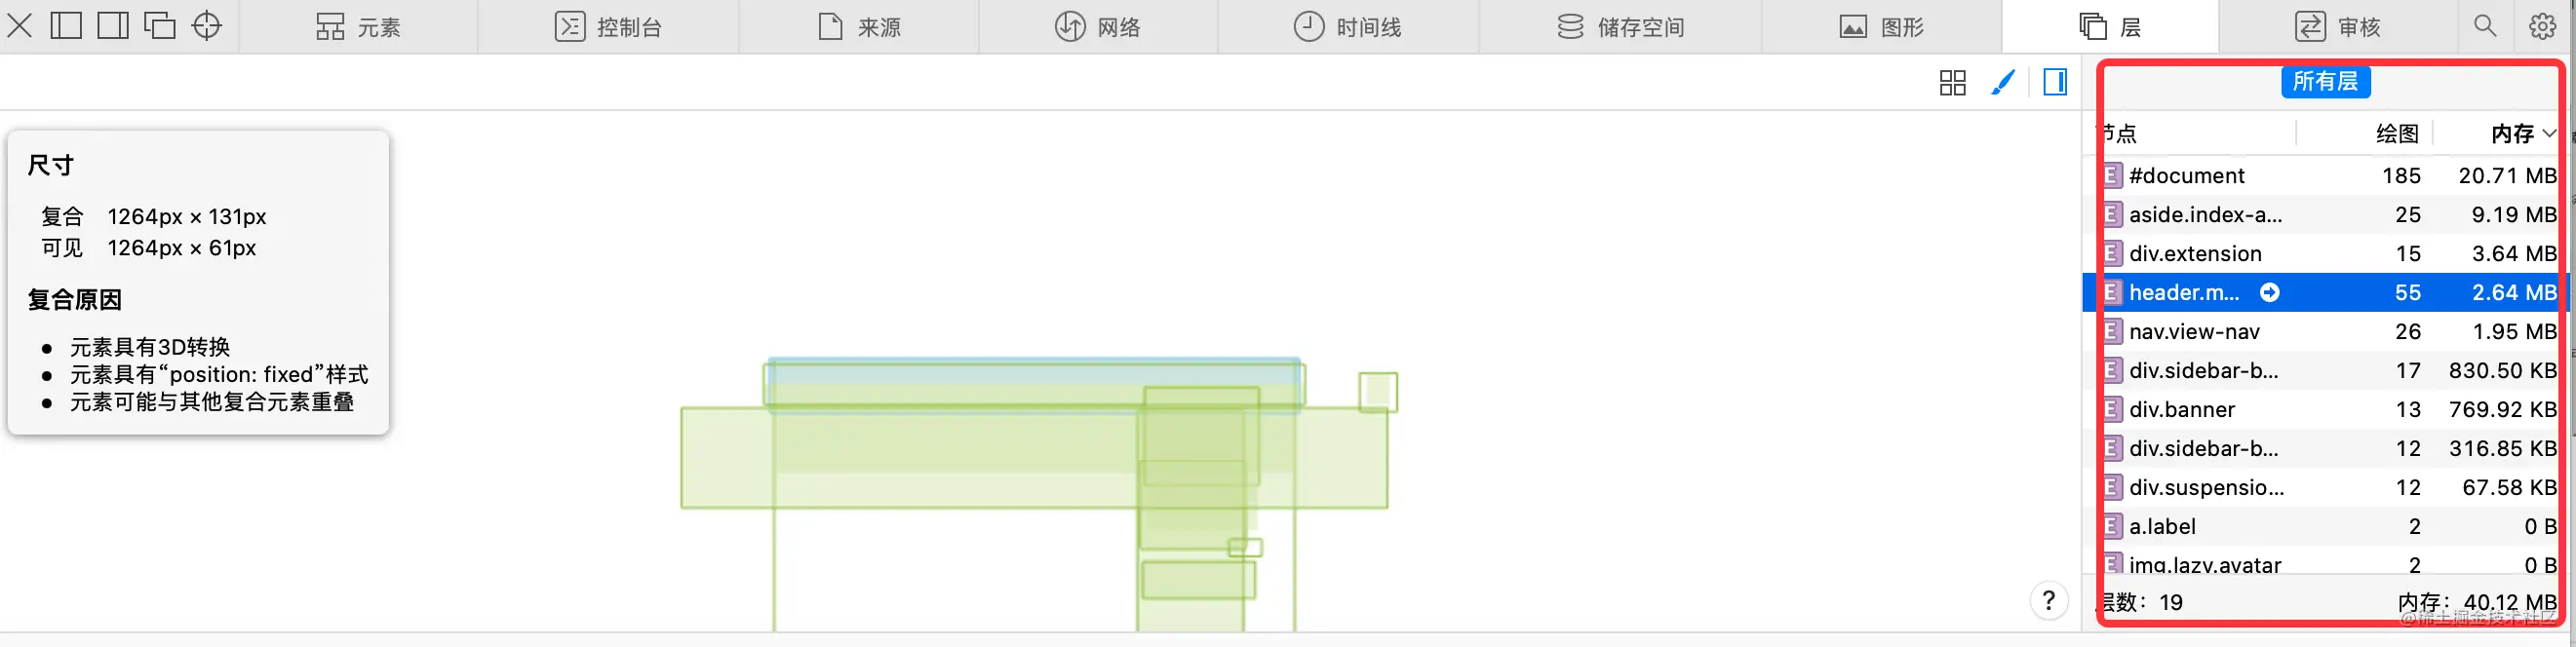 元素 控制台 来源 网络 时间线 储存空间 图形 层 审核
所有层
尺寸
复合 1264px × 131px
可见 1264px × 61px
复合原因
• 元素具有3D转换
• 元素具有“position: fixed”样式
• 元素可能与其他复合元素重叠
?
节点 绘图 内存
E #document 185 20.71 MB
E aside.index-a... 25 9.19 MB
E div.extension 15 3.64 MB
E header.m... 55 2.64 MB
E nav.view-nav 26 1.95 MB
E div.sidebar-b... 17 830.50 KB
E div.banner 13 769.92 KB
E div.sidebar-b... 12 316.85 KB
E div.suspensio... 12 67.58 KB
E a.label 2 0 B
E img.lazy.avatar 2 0 B
层数：19 内存：40.12 MB
@稀土掘金技术社区